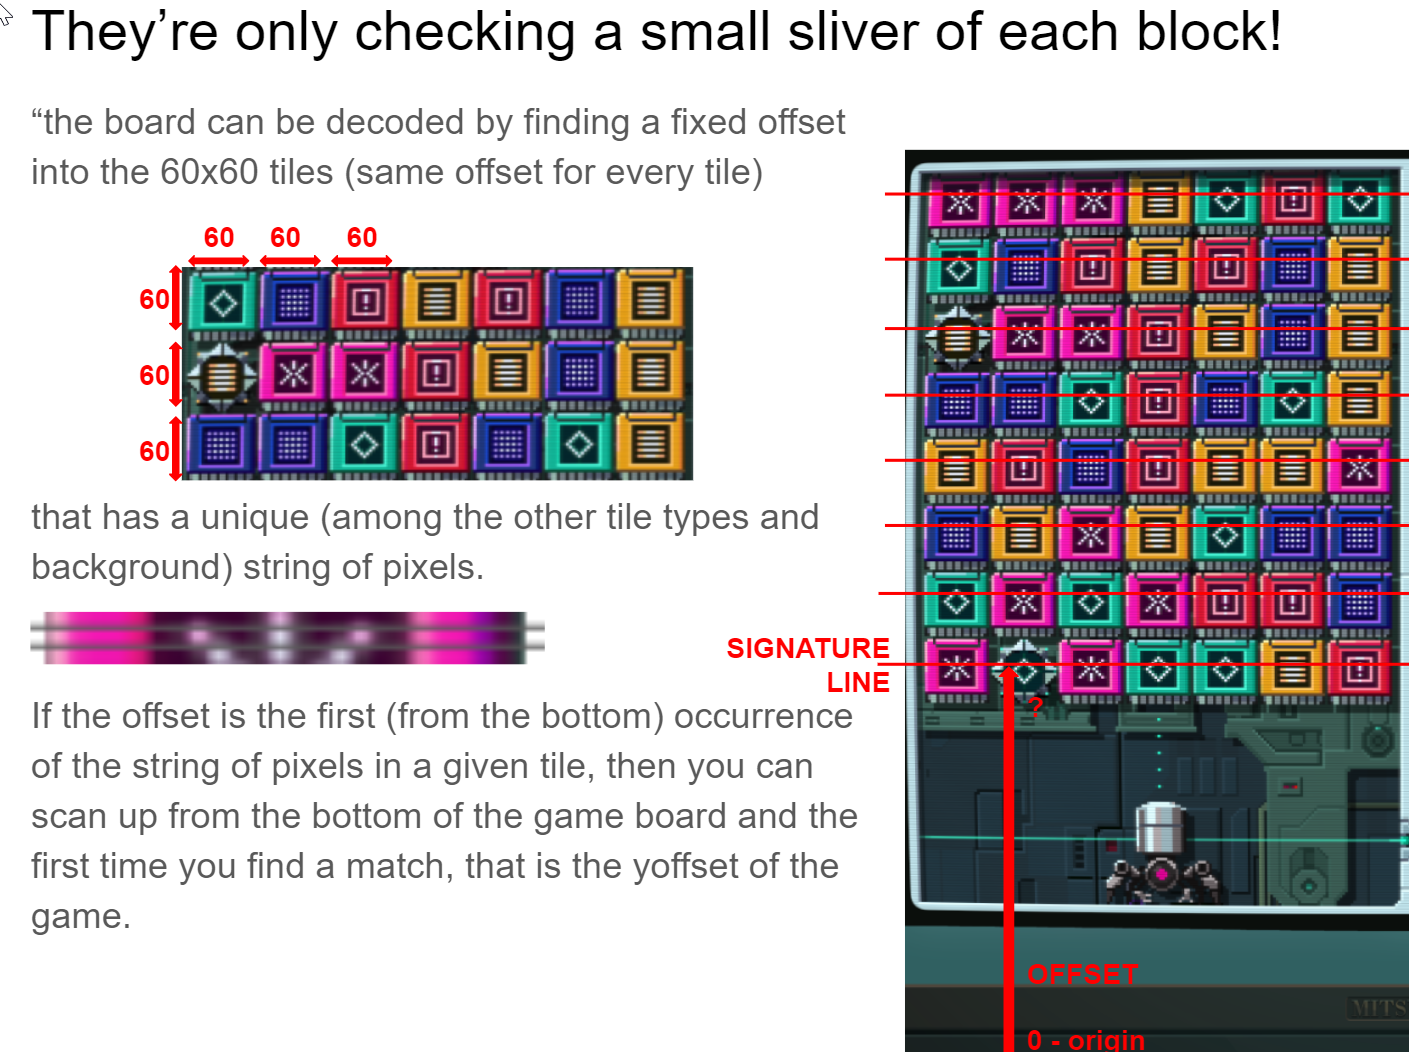 They’re only checking a small sliver of each block!
“the board can be decoded by finding a fixed offset
into the 60x60 tiles (same offset for every tile)
60 60 60
60
60
60
that has a unique (among the other tile types and
background) string of pixels.
SIGNATURE
LINE
?
If the offset is the first (from the bottom) occurrence
of the string of pixels in a given tile, then you can
scan up from the bottom of the game board and the
first time you find a match, that is the yoffset of the
game.
OFFSET
MITS
0 - origin